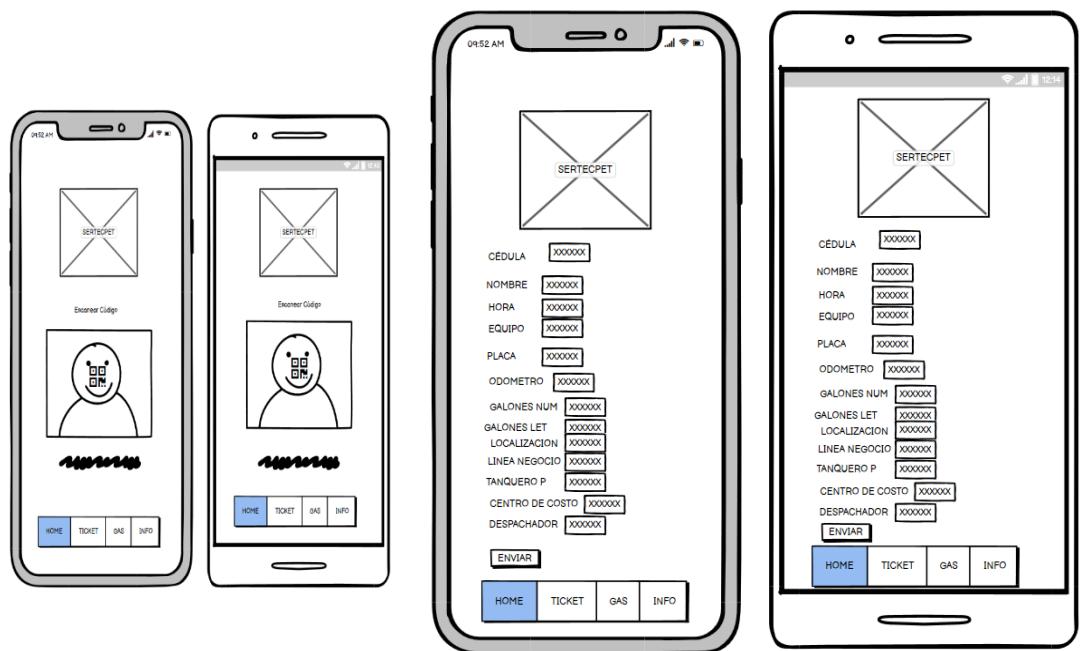 09:52 AM
SERTECPET
Escanear Código
HOME TICKET GAS INFO
SERTECPET
Escanear Código
HOME TICKET GAS INFO
09:52 AM
SERTECPET
CÉDULA XXXXXX
NOMBRE XXXXXX
HORA XXXXXX
EQUIPO XXXXXX
PLACA XXXXXX
ODOMETRO XXXXXX
GALONES NUM XXXXXX
GALONES LET XXXXXX
LOCALIZACION XXXXXX
LINEA NEGOCIO XXXXXX
TANQUERO P XXXXXX
CENTRO DE COSTO XXXXXX
DESPACHADOR XXXXXX
ENVIAR
HOME TICKET GAS INFO
12:14
SERTECPET
CÉDULA XXXXXX
NOMBRE XXXXXX
HORA XXXXXX
EQUIPO XXXXXX
PLACA XXXXXX
ODOMETRO XXXXXX
GALONES NUM XXXXXX
GALONES LET XXXXXX
LOCALIZACION XXXXXX
LINEA NEGOCIO XXXXXX
TANQUERO P XXXXXX
CENTRO DE COSTO XXXXXX
DESPACHADOR XXXXXX
ENVIAR
HOME TICKET GAS INFO